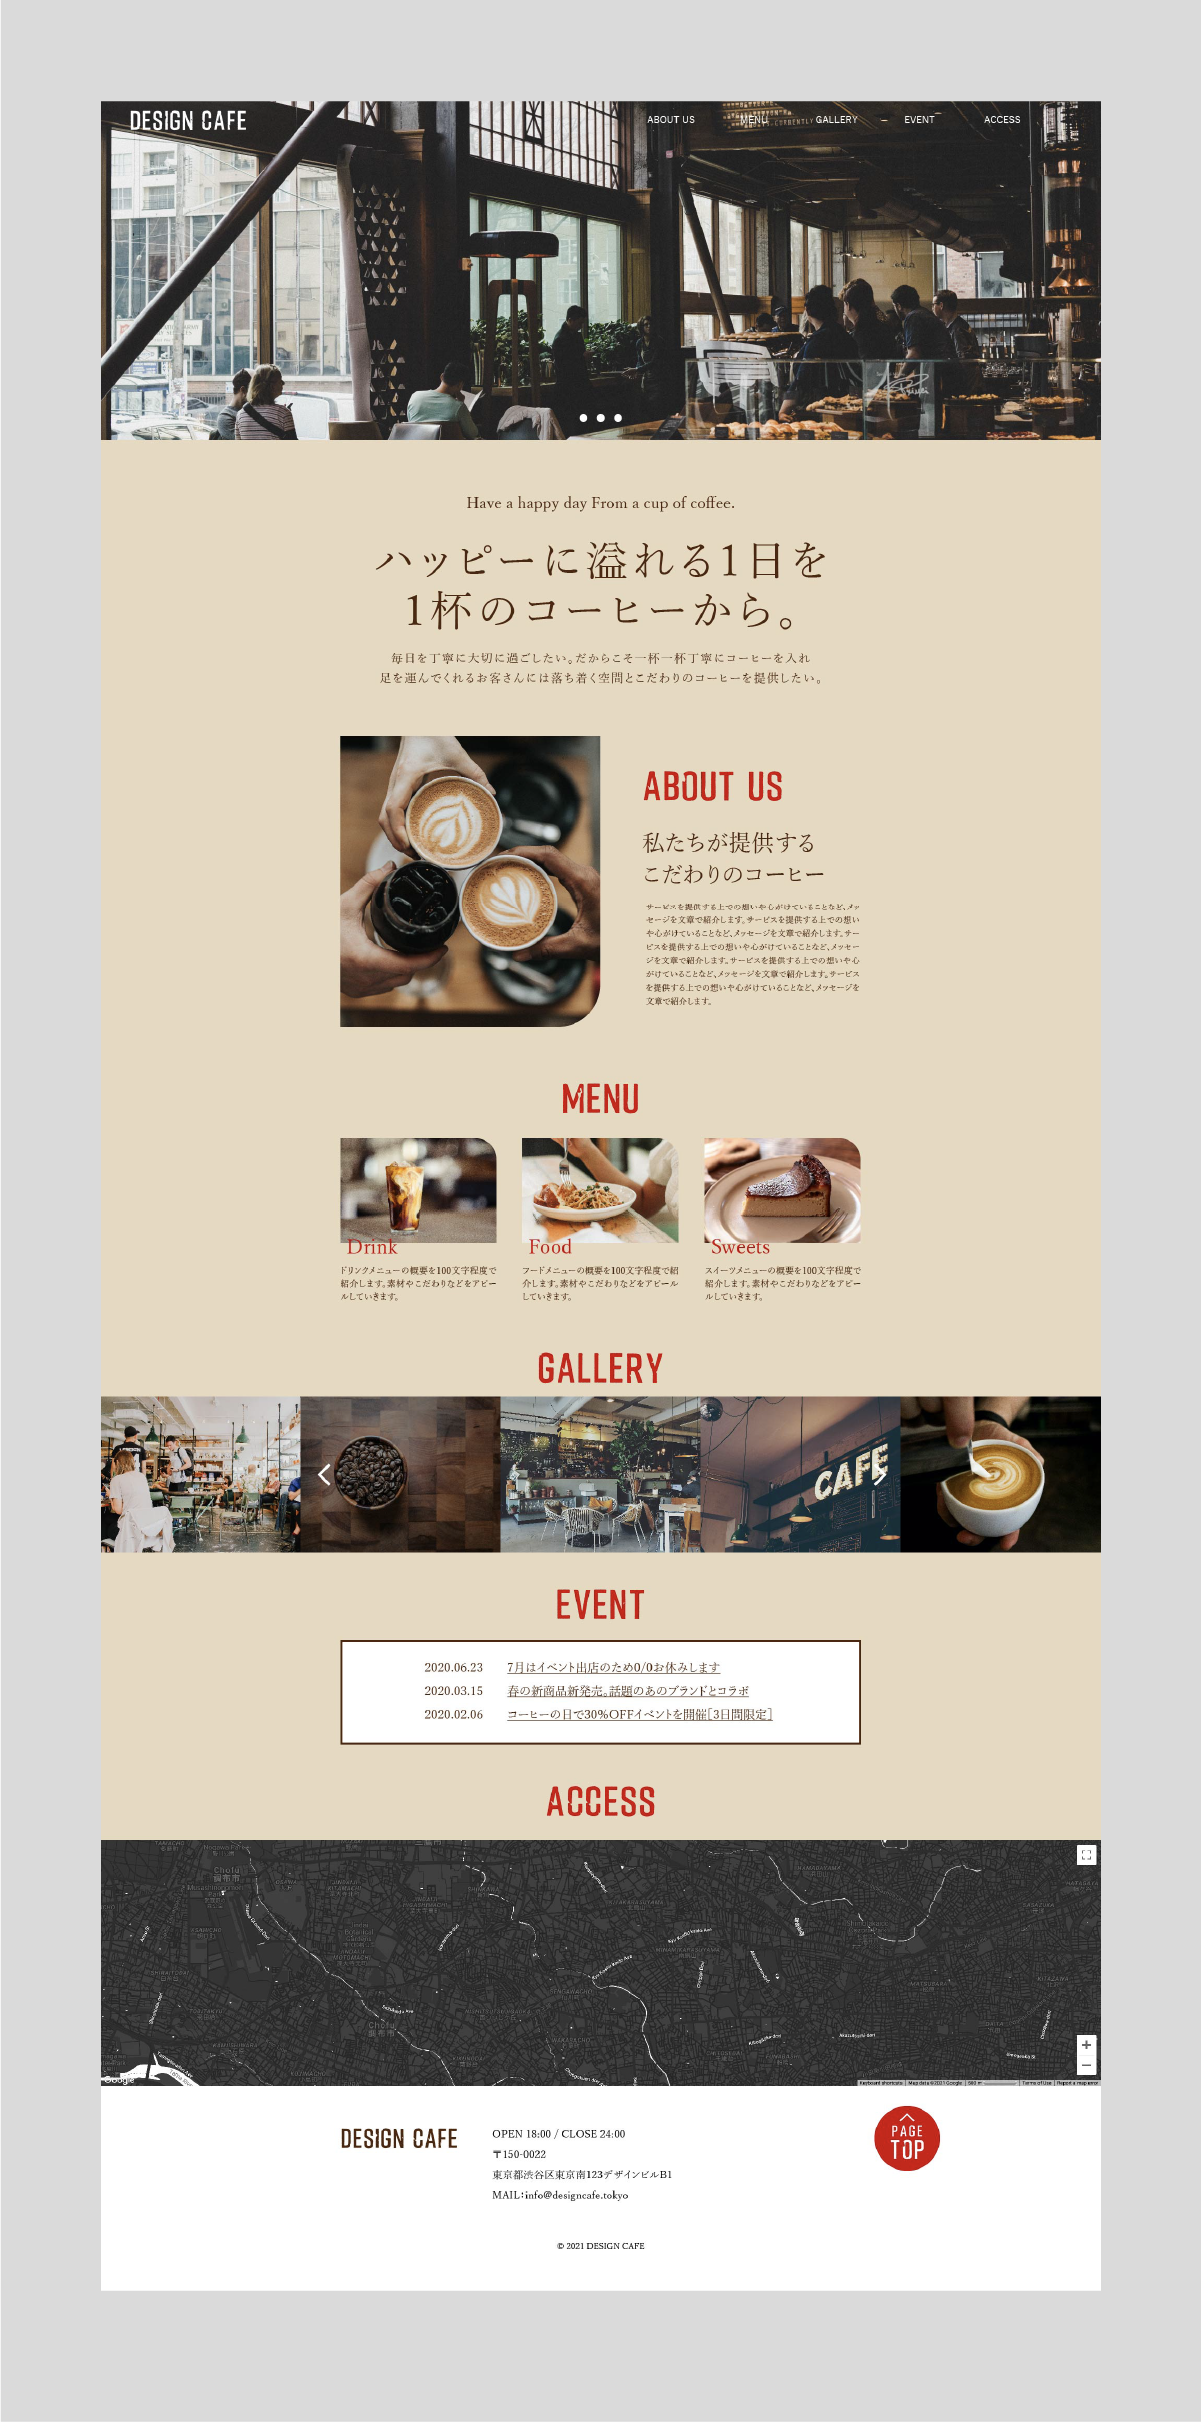 DESIGN CAFE
ABOUT US
MENU
GALLERY
EVENT
ACCESS
Have a happy day From a cup of coffee.
ハッピーに溢れる1日を
1杯のコーヒーから。
毎日を丁寧に大切に過ごしたい。だからこそ一杯一杯丁寧にコーヒーを入れ
足を運んでくれるお客さんには落ち着く空間とこだわりのコーヒーを提供したい。
ABOUT US
私たちが提供する
こだわりのコーヒー
サービスを提供する上での想いや心がけていることなど、メッ
セージを文章で紹介します。サービスを提供する上での想い
や心がけていることなど、メッセージを文章で紹介します。サー
ビスを提供する上での想いや心がけていることなど、メッセー
ジを文章で紹介します。サービスを提供する上での想いや心
がけていることなど、メッセージを文章で紹介します。サービス
を提供する上での想いや心がけていることなど、メッセージを
文章で紹介します。
MENU
Drink
ドリンクメニューの概要を100文字程度で
紹介します。素材やこだわりなどをアピー
ルしていきます。
Food
フードメニューの概要を100文字程度で紹
介します。素材やこだわりなどをアピール
していきます。
Sweets
スイーツメニューの概要を100文字程度で
紹介します。素材やこだわりなどをアピー
ルしていきます。
GALLERY
CAFE
EVENT
2020.06.23 7月はイベント出店のため0/0お休みします
2020.03.15 春の新商品新発売。話題のあのブランドとコラボ
2020.02.06 コーヒーの日で30%OFFイベントを開催[3日間限定]
ACCESS
Chofu
調布市
Chofu
調布市
Google
Keyboard shortcuts
Map data ©2021 Google
500 m
Terms of Use
Report a map error
DESIGN CAFE
OPEN 18:00 / CLOSE 24:00
〒150-0022
東京都渋谷区東京南123デザインビルB1
MAIL:info@designcafe.tokyo
PAGE
TOP
© 2021 DESIGN CAFE